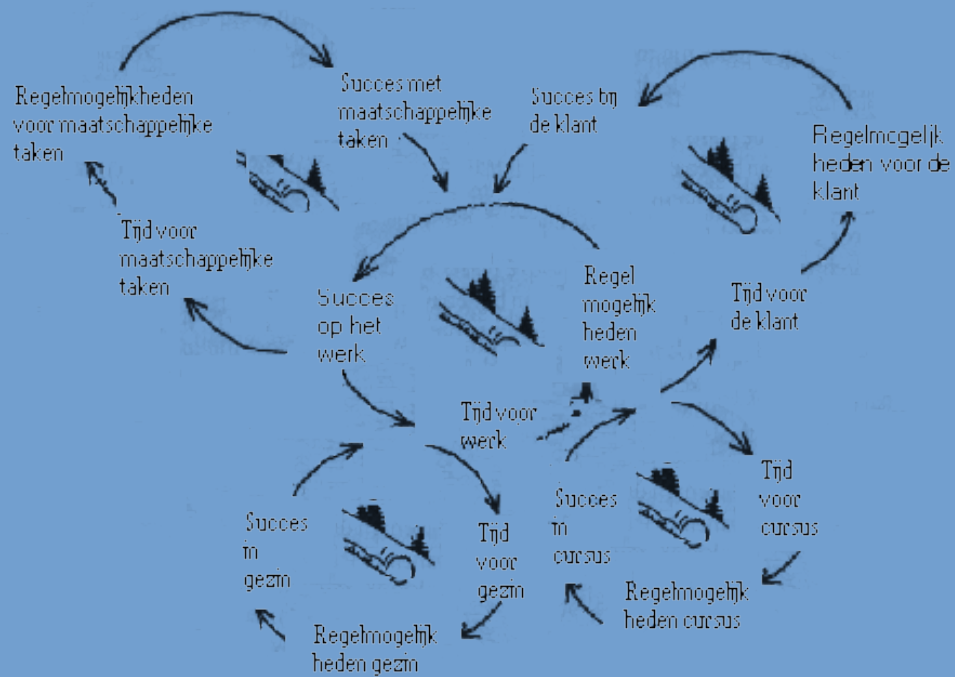 Regelmogelijkheden
voor maatschappelijke
taken
Succes met
maatschappelijke
taken
Succes bij
de klant
Regelmogelijk
heden voor de
klant
Tijd voor
maatschappelijke
taken
Succes
op het
werk
Regel
mogelijk
heden
werk
Tijd voor
de klant
Tijd voor
werk
Succes
in
gezin
Tijd
voor
gezin
Regelmogelijk
heden gezin
Succes
in
cursus
Tijd
voor
cursus
Regelmogelijk
heden cursus